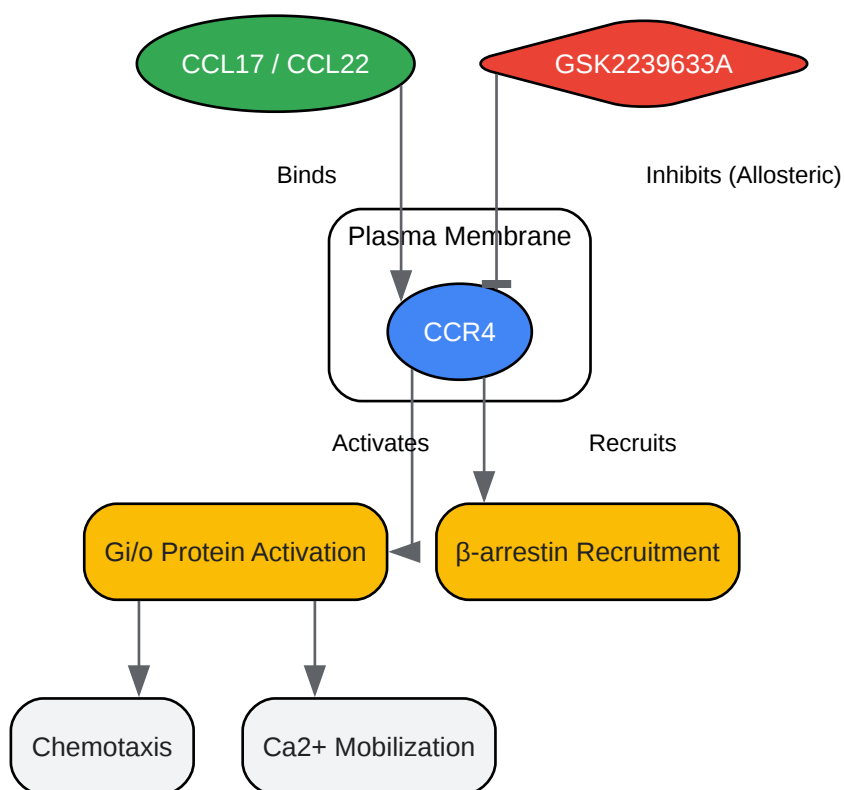 CCL17 / CCL22
GSK2239633A
Binds
Inhibits (Allosteric)
Plasma Membrane
CCR4
Activates
Recruits
Gi/o Protein Activation
β-arrestin Recruitment
Chemotaxis
Ca2+ Mobilization